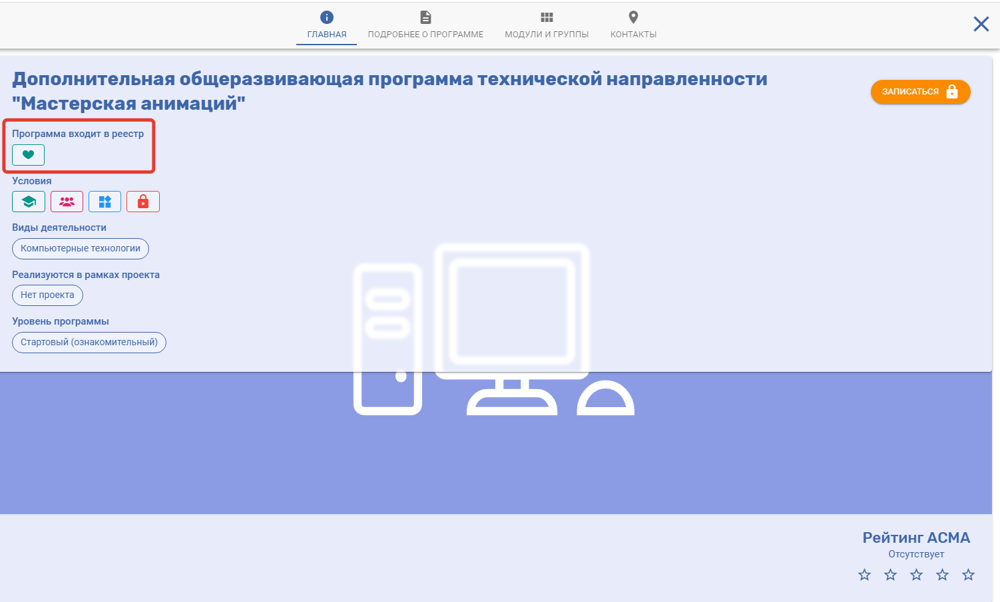 ГЛАВНАЯ
ПОДРОБНЕЕ О ПРОГРАММЕ
МОДУЛИ И ГРУППЫ
КОНТАКТЫ
Дополнительная общеразвивающая программа технической направленности
"Мастерская анимаций"
ЗАПИСАТЬСЯ
Программа входит в реестр
Условия
Виды деятельности
Компьютерные технологии
Реализуются в рамках проекта
Нет проекта
Уровень программы
Стартовый (ознакомительный)
Рейтинг АСМА
Отсутствует